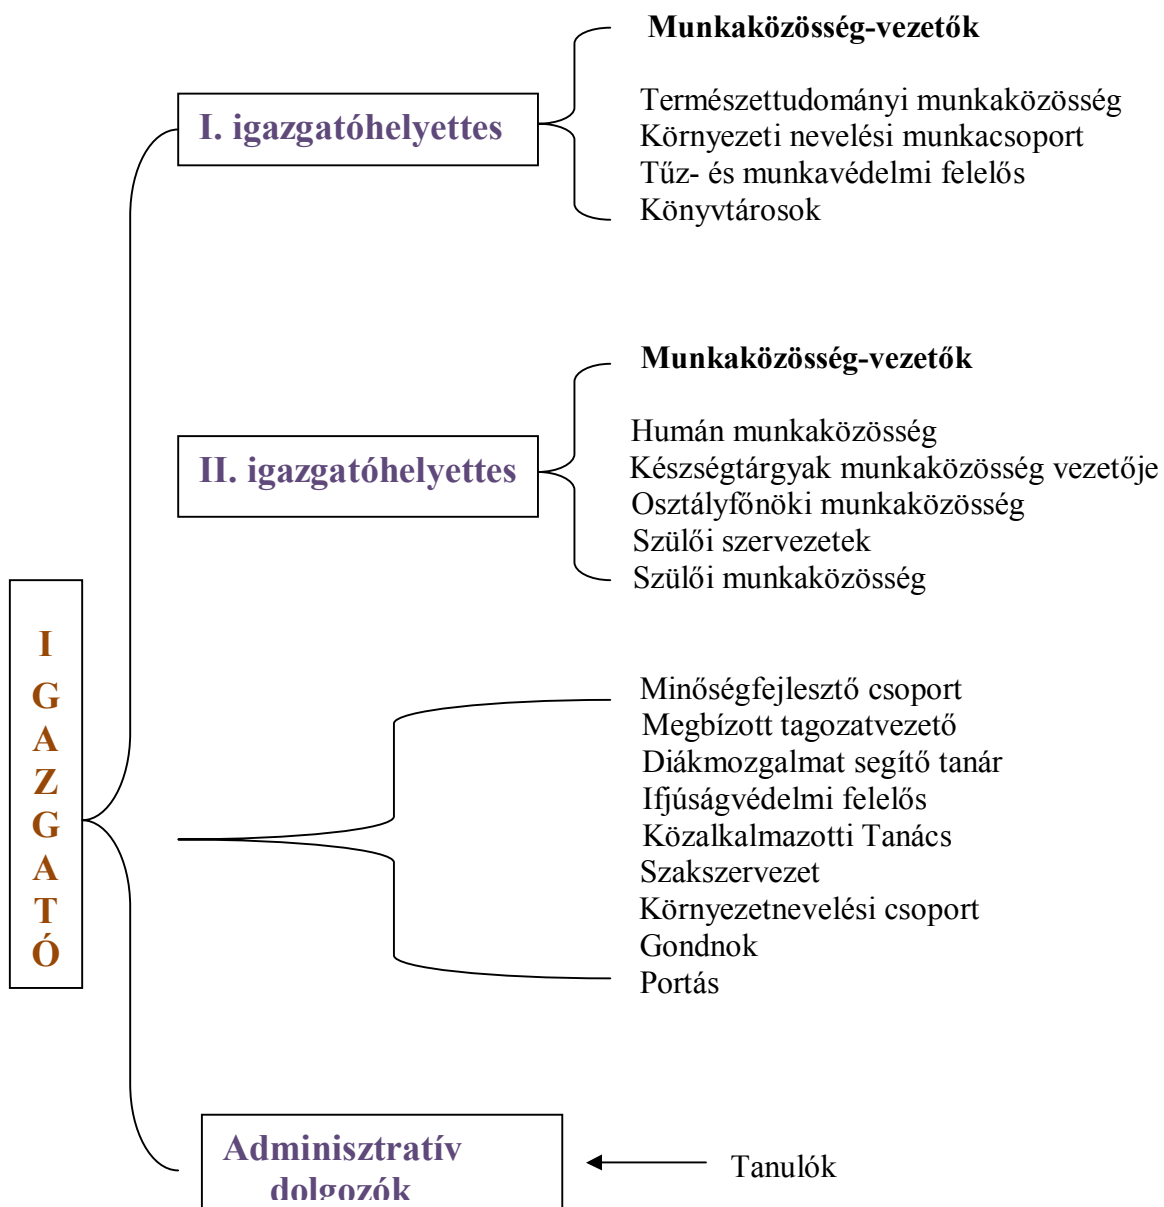 Munkaközösség-vezetők
I. igazgatóhelyettes
Természettudományi munkaközösség
Környezeti nevelési munkacsoport
Tűz- és munkavédelmi felelős
Könyvtárosok
Munkaközösség-vezetők
II. igazgatóhelyettes
Humán munkaközösség
Készségtárgyak munkaközösség vezetője
Osztályfőnöki munkaközösség
Szülői szervezetek
Szülői munkaközösség
I
G
A
Z
G
A
T
Ó
Minőségfejlesztő csoport
Megbízott tagozatvezető
Diákmozgalmat segítő tanár
Ifjúságvédelmi felelős
Közalkalmazotti Tanács
Szakszervezet
Környezetnevelési csoport
Gondnok
Portás
Adminisztratív
dolgozók
Tanulók